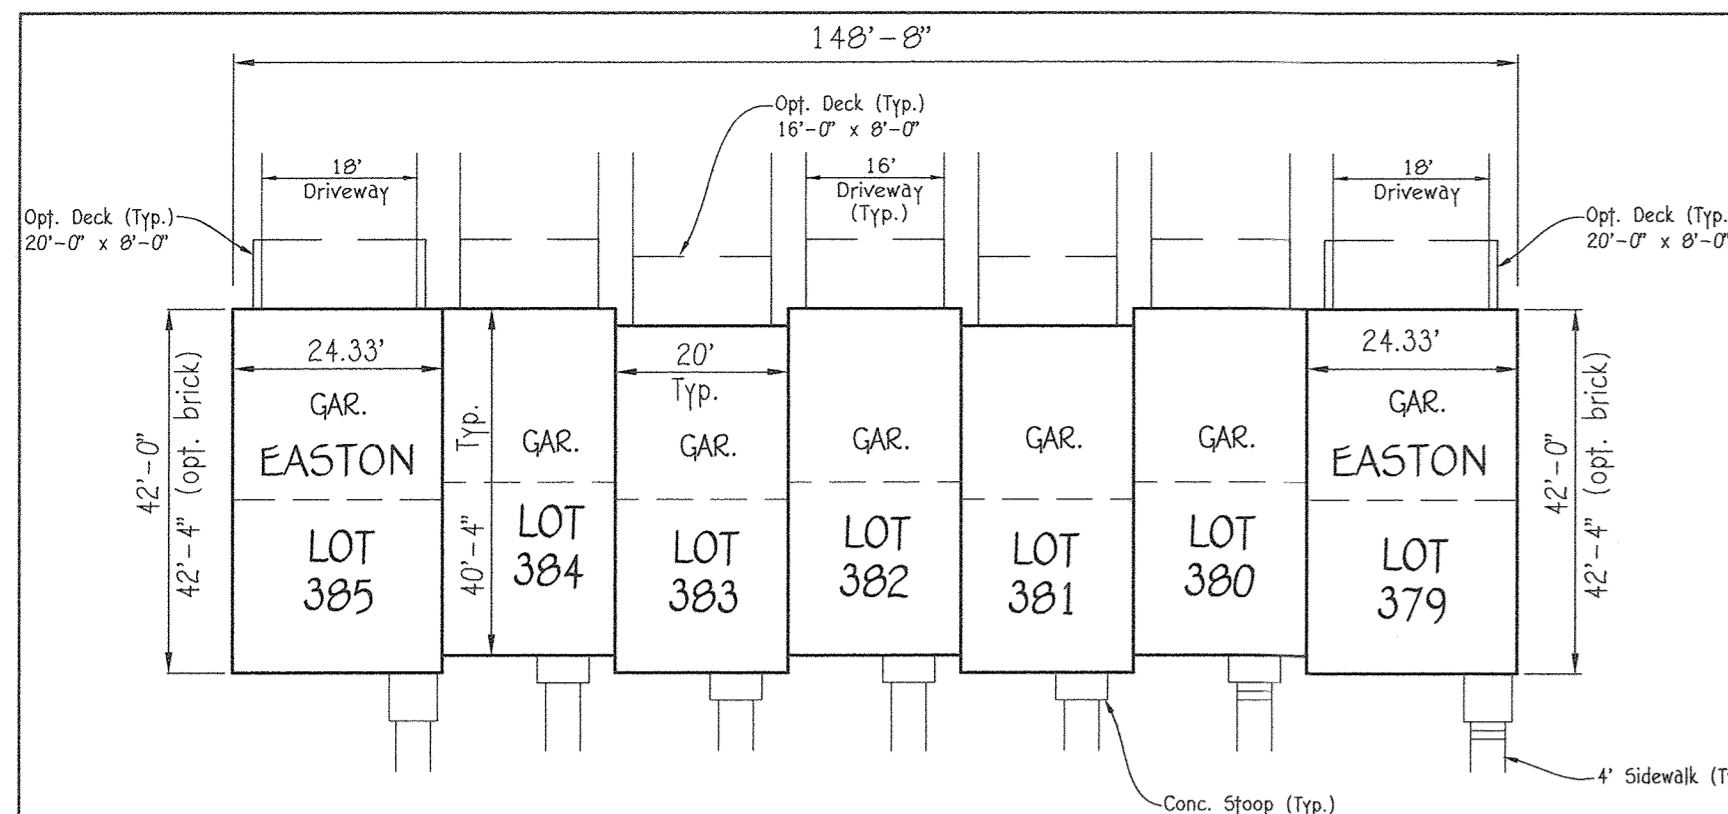 148'-8"
Opt. Deck (Typ.)
16'-0" x 8'-0"
18'
Driveway
16'
Driveway
(Typ.)
18'
Driveway
Opt. Deck (Typ.)
20'-0" x 8'-0"
Opt. Deck (Typ.
20'-0" x 8'-0"
42'-0"
42'-4" (opt. brick)
24.33'
GAR.
EASTON
LOT
385
Typ.
40'-4"
GAR.
LOT
384
20'
Typ.
GAR.
LOT
383
GAR.
LOT
382
GAR.
LOT
381
GAR.
LOT
380
24.33'
GAR.
EASTON
LOT
379
42'-0"
42'-4" (opt. brick)
4' Sidewalk (T
Conc. Stoop (Typ.)